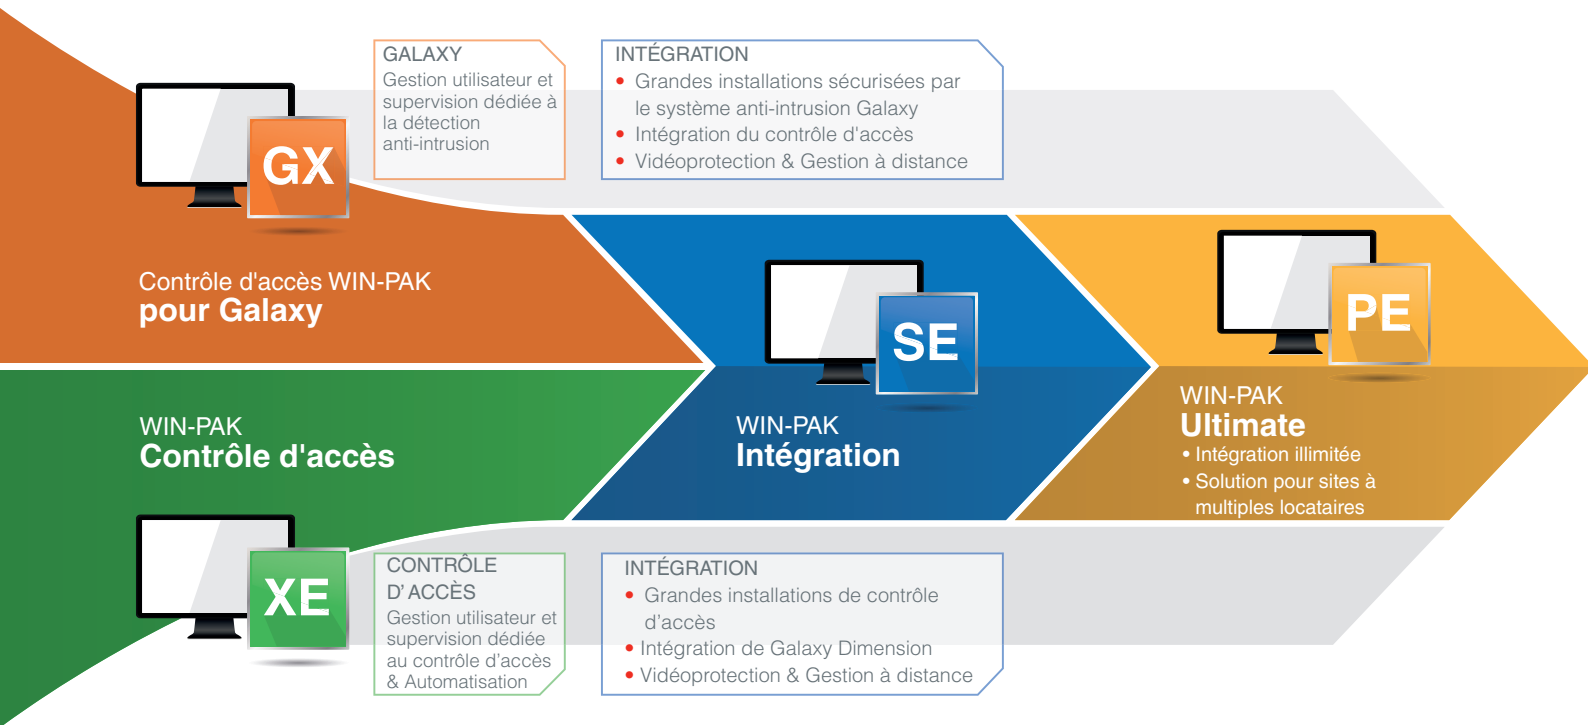 GALAXY
Gestion utilisateur et
supervision dédiée à
la détection
anti-intrusion
INTÉGRATION
• Grandes installations sécurisées par
le système anti-intrusion Galaxy
• Intégration du contrôle d'accès
• Vidéoprotection & Gestion à distance
GX
Contrôle d'accès WIN-PAK
pour Galaxy
SE
PE
WIN-PAK
Contrôle d'accès
WIN-PAK
Intégration
WIN-PAK
Ultimate
• Intégration illimitée
• Solution pour sites à
multiples locataires
XE
CONTRÔLE
D' ACCÈS
Gestion utilisateur et
supervision dédiée
au contrôle d'accès
& Automatisation
INTÉGRATION
• Grandes installations de contrôle
d'accès
• Intégration de Galaxy Dimension
• Vidéoprotection & Gestion à distance